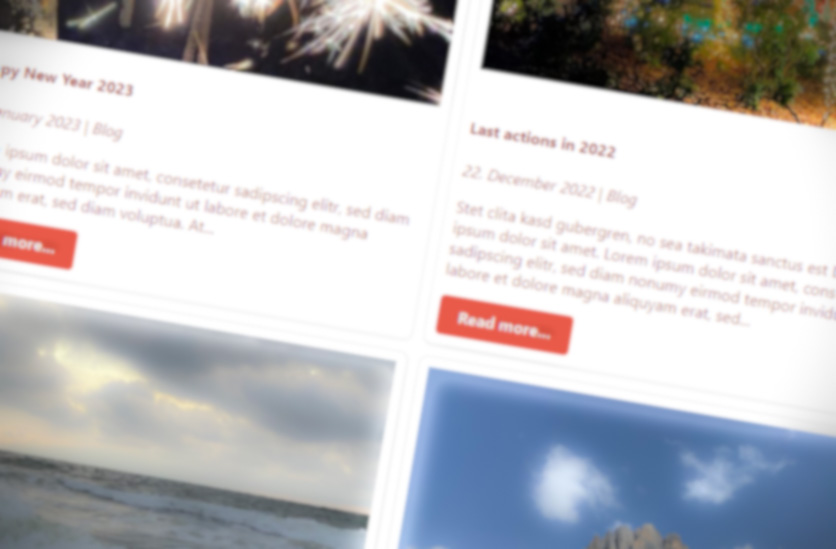 py New Year 2023
nuary 2023 | Blog
ipsum dolor sit amet, consetetur sadipscing elitr, sed diam
y eirmod tempor invidunt ut labore et dolore magna
m erat, sed diam voluptua. At...
more...
Last actions in 2022
22. December 2022 | Blog
Stet clita kasd gubergren, no sea takimata sanctus est
ipsum dolor sit amet. Lorem ipsum dolor sit amet, cons
sadipscing elitr, sed diam nonumy eirmod tempor invid
labore et dolore magna aliquyam erat, sed...
Read more...